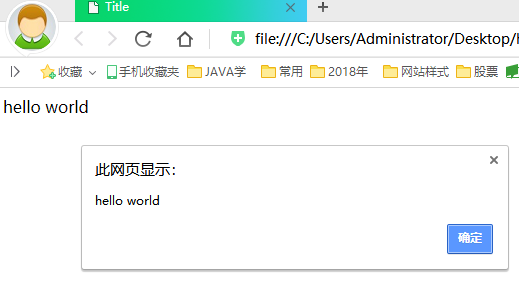 Title
file:///C:/Users/Administrator/Desktop/
收藏 手机收藏夹 JAVA学 常用 2018年 网站样式 股票
hello world
此网页显示：
hello world
确定